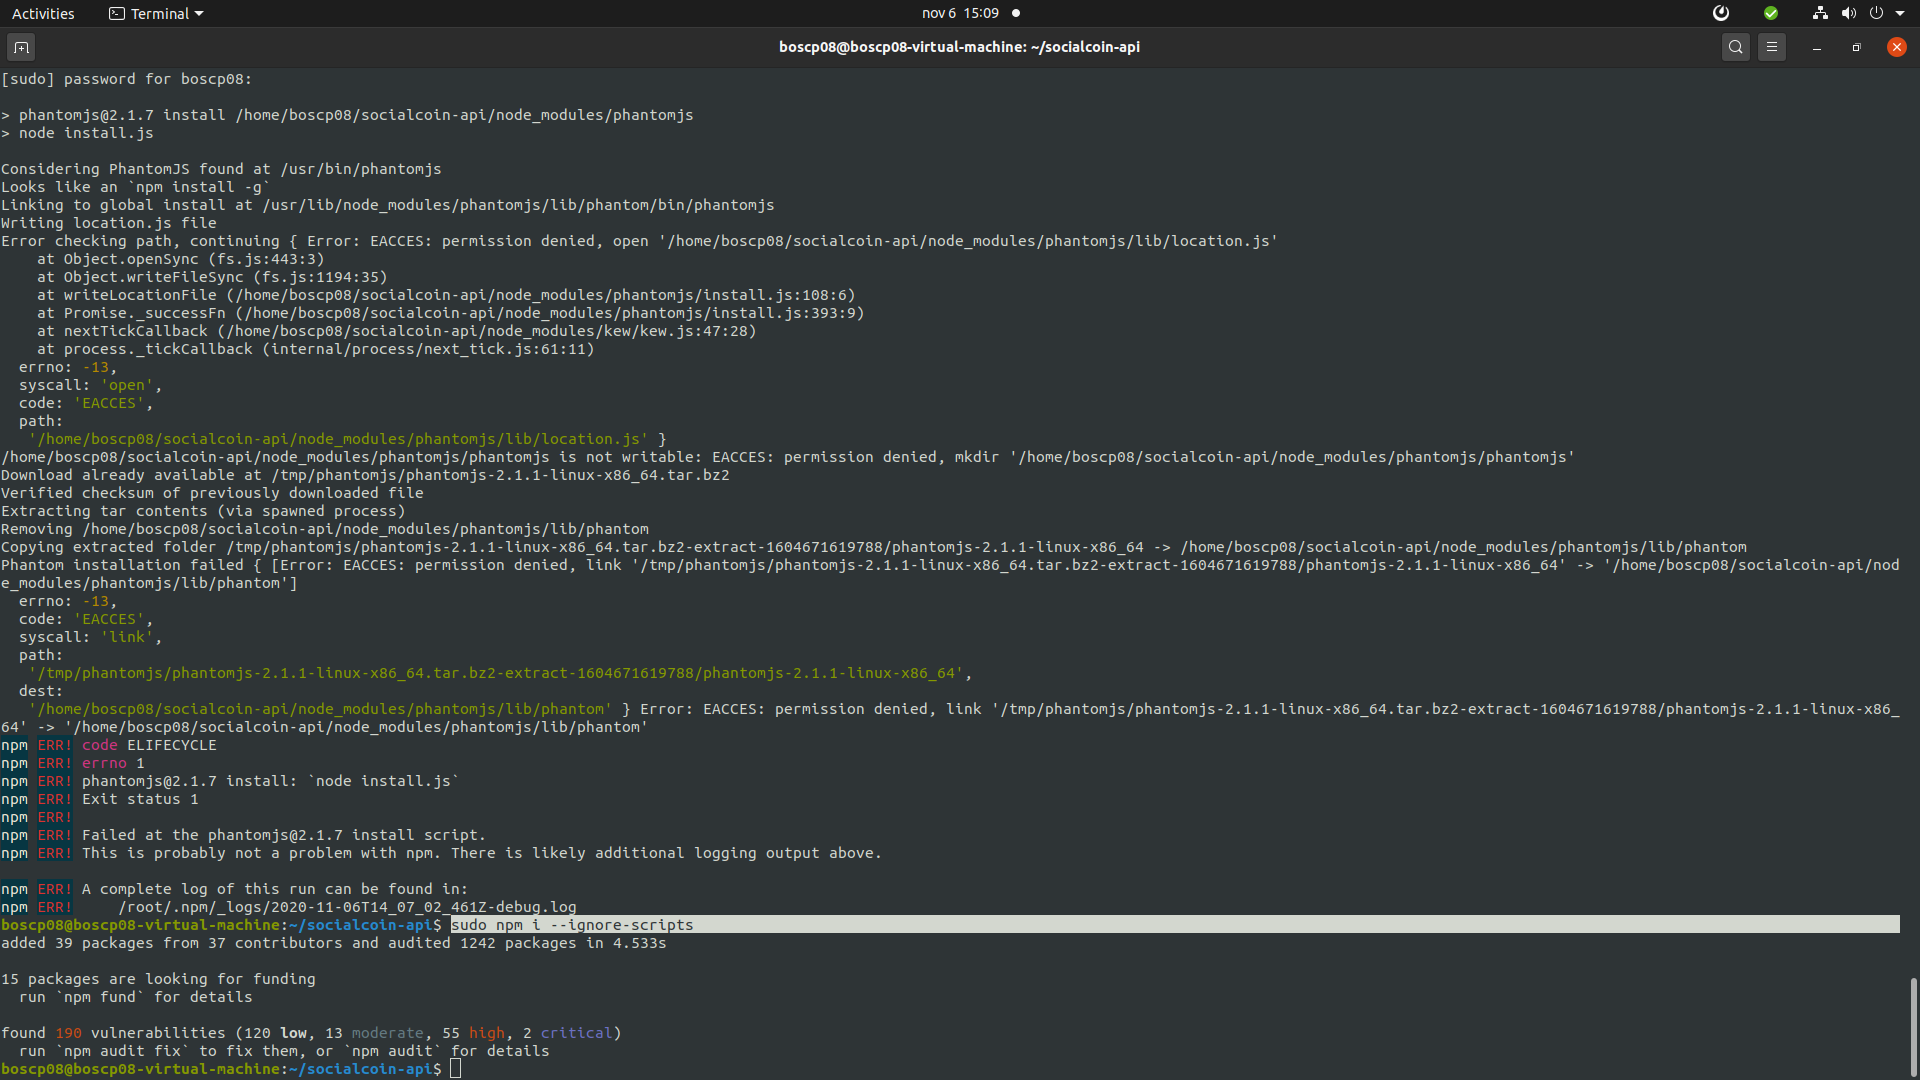 Activities
Terminal
nov 6 15:09
boscp08@boscp08-virtual-machine: ~/socialcoin-api
[sudo] password for boscp08:
> phantomjs@2.1.7 install /home/boscp08/socialcoin-api/node_modules/phantomjs
> node install.js
Considering PhantomJS found at /usr/bin/phantomjs
Looks like an `npm install -g`
Linking to global install at /usr/lib/node_modules/phantomjs/lib/phantom/bin/phantomjs
Writing location.js file
Error checking path, continuing { Error: EACCES: permission denied, open '/home/boscp08/socialcoin-api/node_modules/phantomjs/lib/location.js'
    at Object.openSync (fs.js:443:3)
    at Object.writeFileSync (fs.js:1194:35)
    at writeLocationFile (/home/boscp08/socialcoin-api/node_modules/phantomjs/install.js:108:6)
    at Promise._successFn (/home/boscp08/socialcoin-api/node_modules/phantomjs/install.js:393:9)
    at nextTickCallback (/home/boscp08/socialcoin-api/node_modules/kew/kew.js:47:28)
    at process._tickCallback (internal/process/next_tick.js:61:11)
  errno: -13,
  syscall: 'open',
  code: 'EACCES',
  path:
   '/home/boscp08/socialcoin-api/node_modules/phantomjs/lib/location.js' }
/home/boscp08/socialcoin-api/node_modules/phantomjs/phantomjs is not writable: EACCES: permission denied, mkdir '/home/boscp08/socialcoin-api/node_modules/phantomjs/phantomjs'
Download already available at /tmp/phantomjs/phantomjs-2.1.1-linux-x86_64.tar.bz2
Verified checksum of previously downloaded file
Extracting tar contents (via spawned process)
Removing /home/boscp08/socialcoin-api/node_modules/phantomjs/lib/phantom
Copying extracted folder /tmp/phantomjs/phantomjs-2.1.1-linux-x86_64.tar.bz2-extract-1604671619788/phantomjs-2.1.1-linux-x86_64 -> /home/boscp08/socialcoin-api/node_modules/phantomjs/lib/phantom
Phantom installation failed { [Error: EACCES: permission denied, link '/tmp/phantomjs/phantomjs-2.1.1-linux-x86_64.tar.bz2-extract-1604671619788/phantomjs-2.1.1-linux-x86_64' -> '/home/boscp08/socialcoin-api/nod
e_modules/phantomjs/lib/phantom']
  errno: -13,
  code: 'EACCES',
  syscall: 'link',
  path:
   '/tmp/phantomjs/phantomjs-2.1.1-linux-x86_64.tar.bz2-extract-1604671619788/phantomjs-2.1.1-linux-x86_64',
  dest:
   '/home/boscp08/socialcoin-api/node_modules/phantomjs/lib/phantom' } Error: EACCES: permission denied, link '/tmp/phantomjs/phantomjs-2.1.1-linux-x86_64.tar.bz2-extract-1604671619788/phantomjs-2.1.1-linux-x86_
64' -> '/home/boscp08/socialcoin-api/node_modules/phantomjs/lib/phantom'
npm ERR! code ELIFECYCLE
npm ERR! errno 1
npm ERR! phantomjs@2.1.7 install: `node install.js`
npm ERR! Exit status 1
npm ERR!
npm ERR! Failed at the phantomjs@2.1.7 install script.
npm ERR! This is probably not a problem with npm. There is likely additional logging output above.
npm ERR! A complete log of this run can be found in:
npm ERR!     /root/.npm/_logs/2020-11-06T14_07_02_461Z-debug.log
boscp08@boscp08-virtual-machine:~/socialcoin-api$ sudo npm i --ignore-scripts
added 39 packages from 37 contributors and audited 1242 packages in 4.533s
15 packages are looking for funding
  run `npm fund` for details
found 190 vulnerabilities (120 low, 13 moderate, 55 high, 2 critical)
  run `npm audit fix` to fix them, or `npm audit` for details
boscp08@boscp08-virtual-machine:~/socialcoin-api$